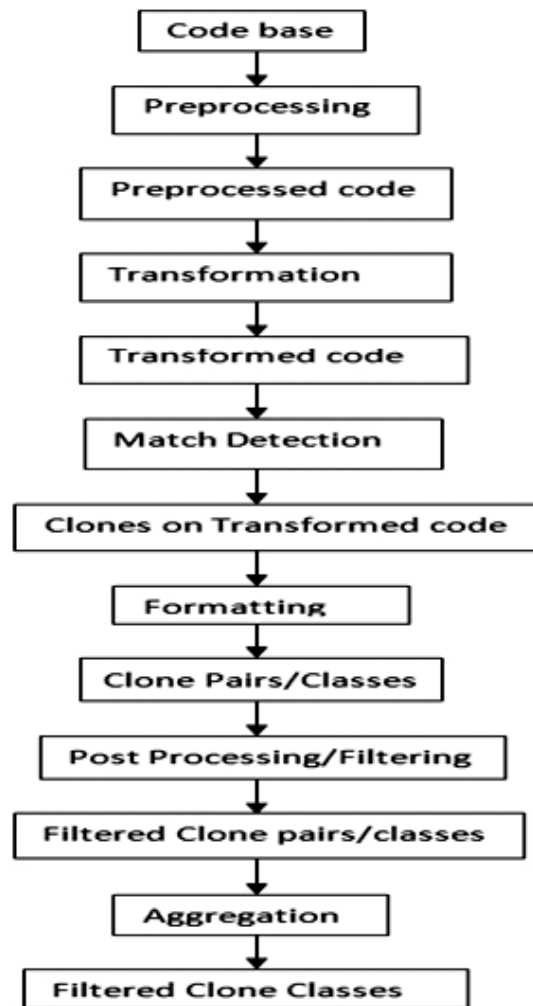 Code base
Preprocessing
Preprocessed code
Transformation
Transformed code
Match Detection
Clones on Transformed code
Formatting
Clone Pairs/Classes
Post Processing/Filtering
Filtered Clone pairs/classes
Aggregation
Filtered Clone Classes